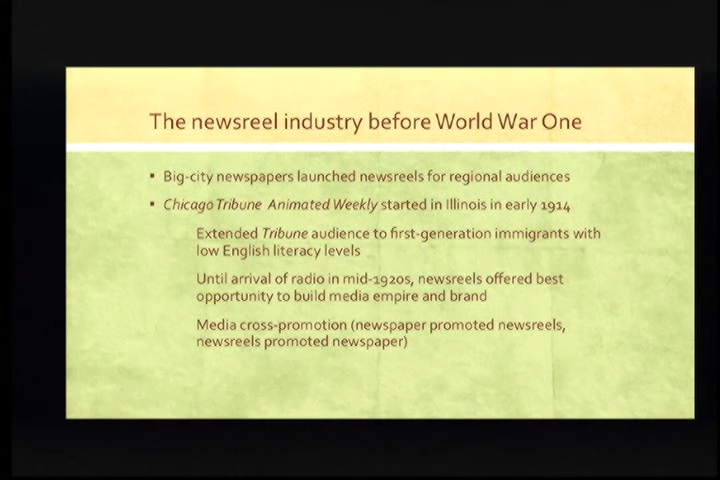 The newsreel industry before World War One
▪ Big-city newspapers launched newsreels for regional audiences
▪ Chicago Tribune Animated Weekly started in Illinois in early 1914
Extended Tribune audience to first-generation immigrants with
low English literacy levels
Until arrival of radio in mid-1920s, newsreels offered best
opportunity to build media empire and brand
Media cross-promotion (newspaper promoted newsreels,
newsreels promoted newspaper)